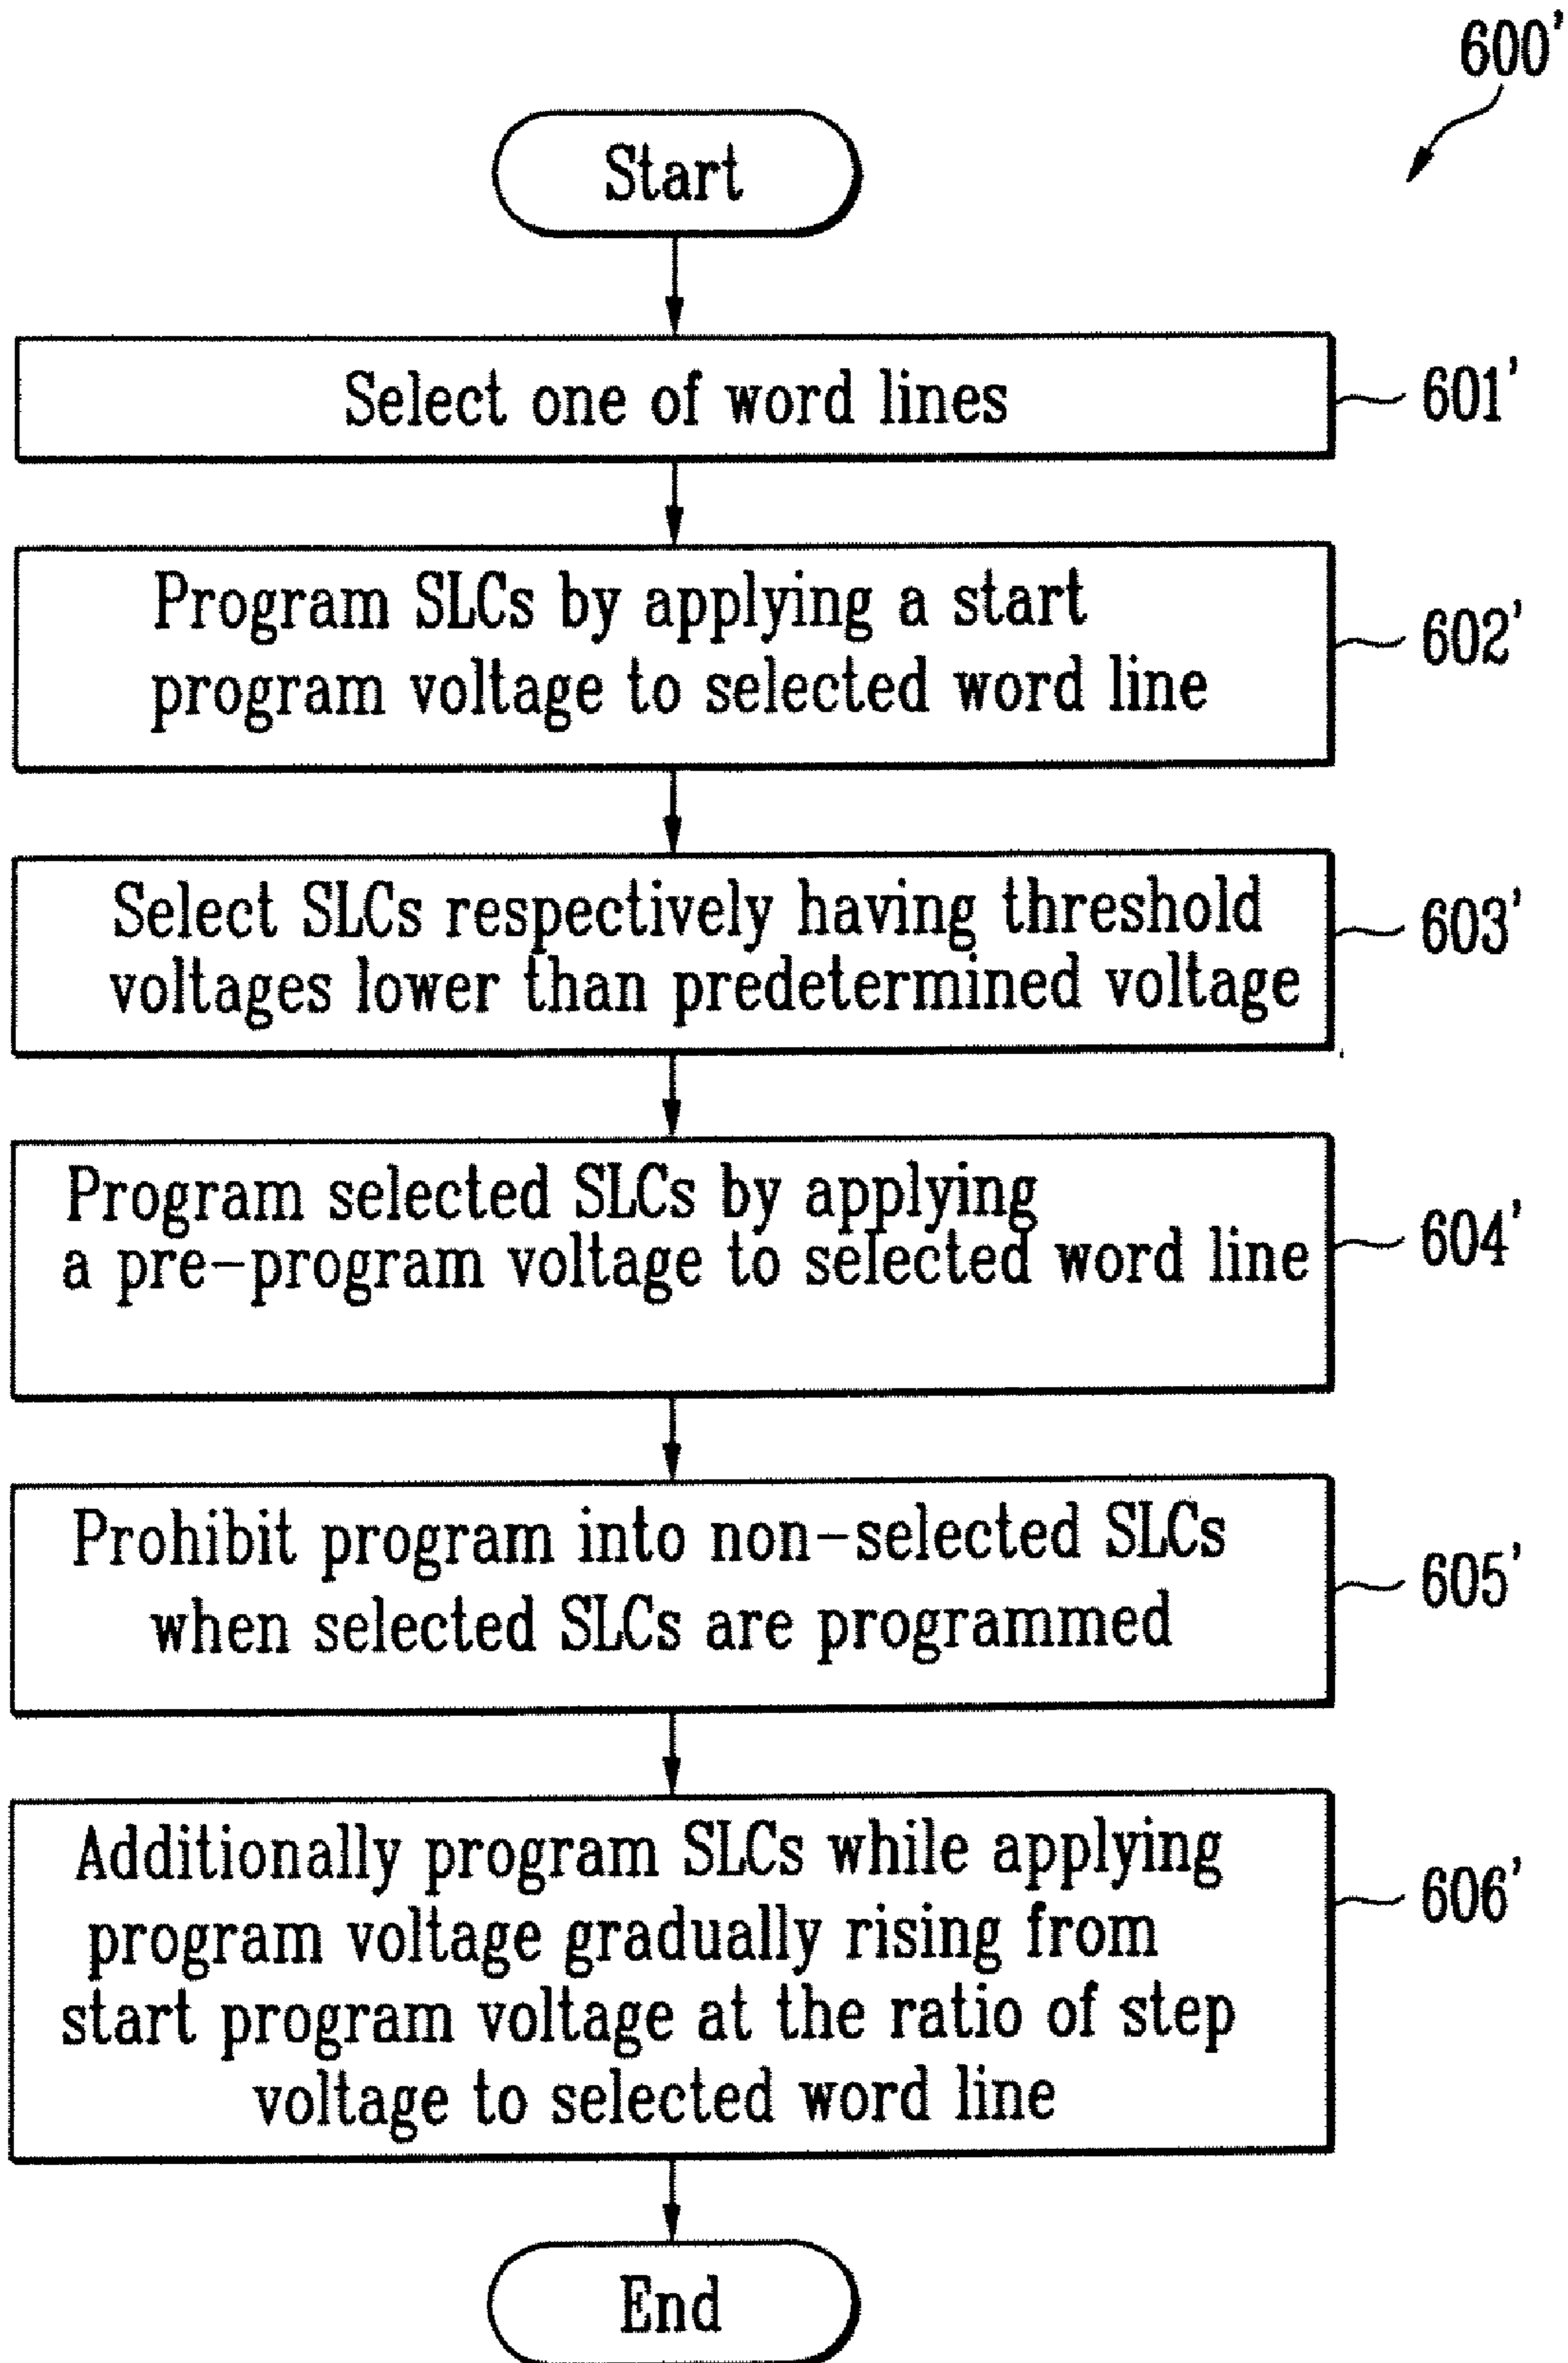 600'
Start
Select one of word lines
601'
Program SLCs by applying a start
program voltage to selected word line
602'
Select SLCs respectively having threshold
voltages lower than predetermined voltage
603'
Program selected SLCs by applying
a pre-program voltage to selected word line
604'
Prohibit program into non-selected SLCs
when selected SLCs are programmed
605'
Additionally program SLCs while applying
program voltage gradually rising from
start program voltage at the ratio of step
voltage to selected word line
606'
End